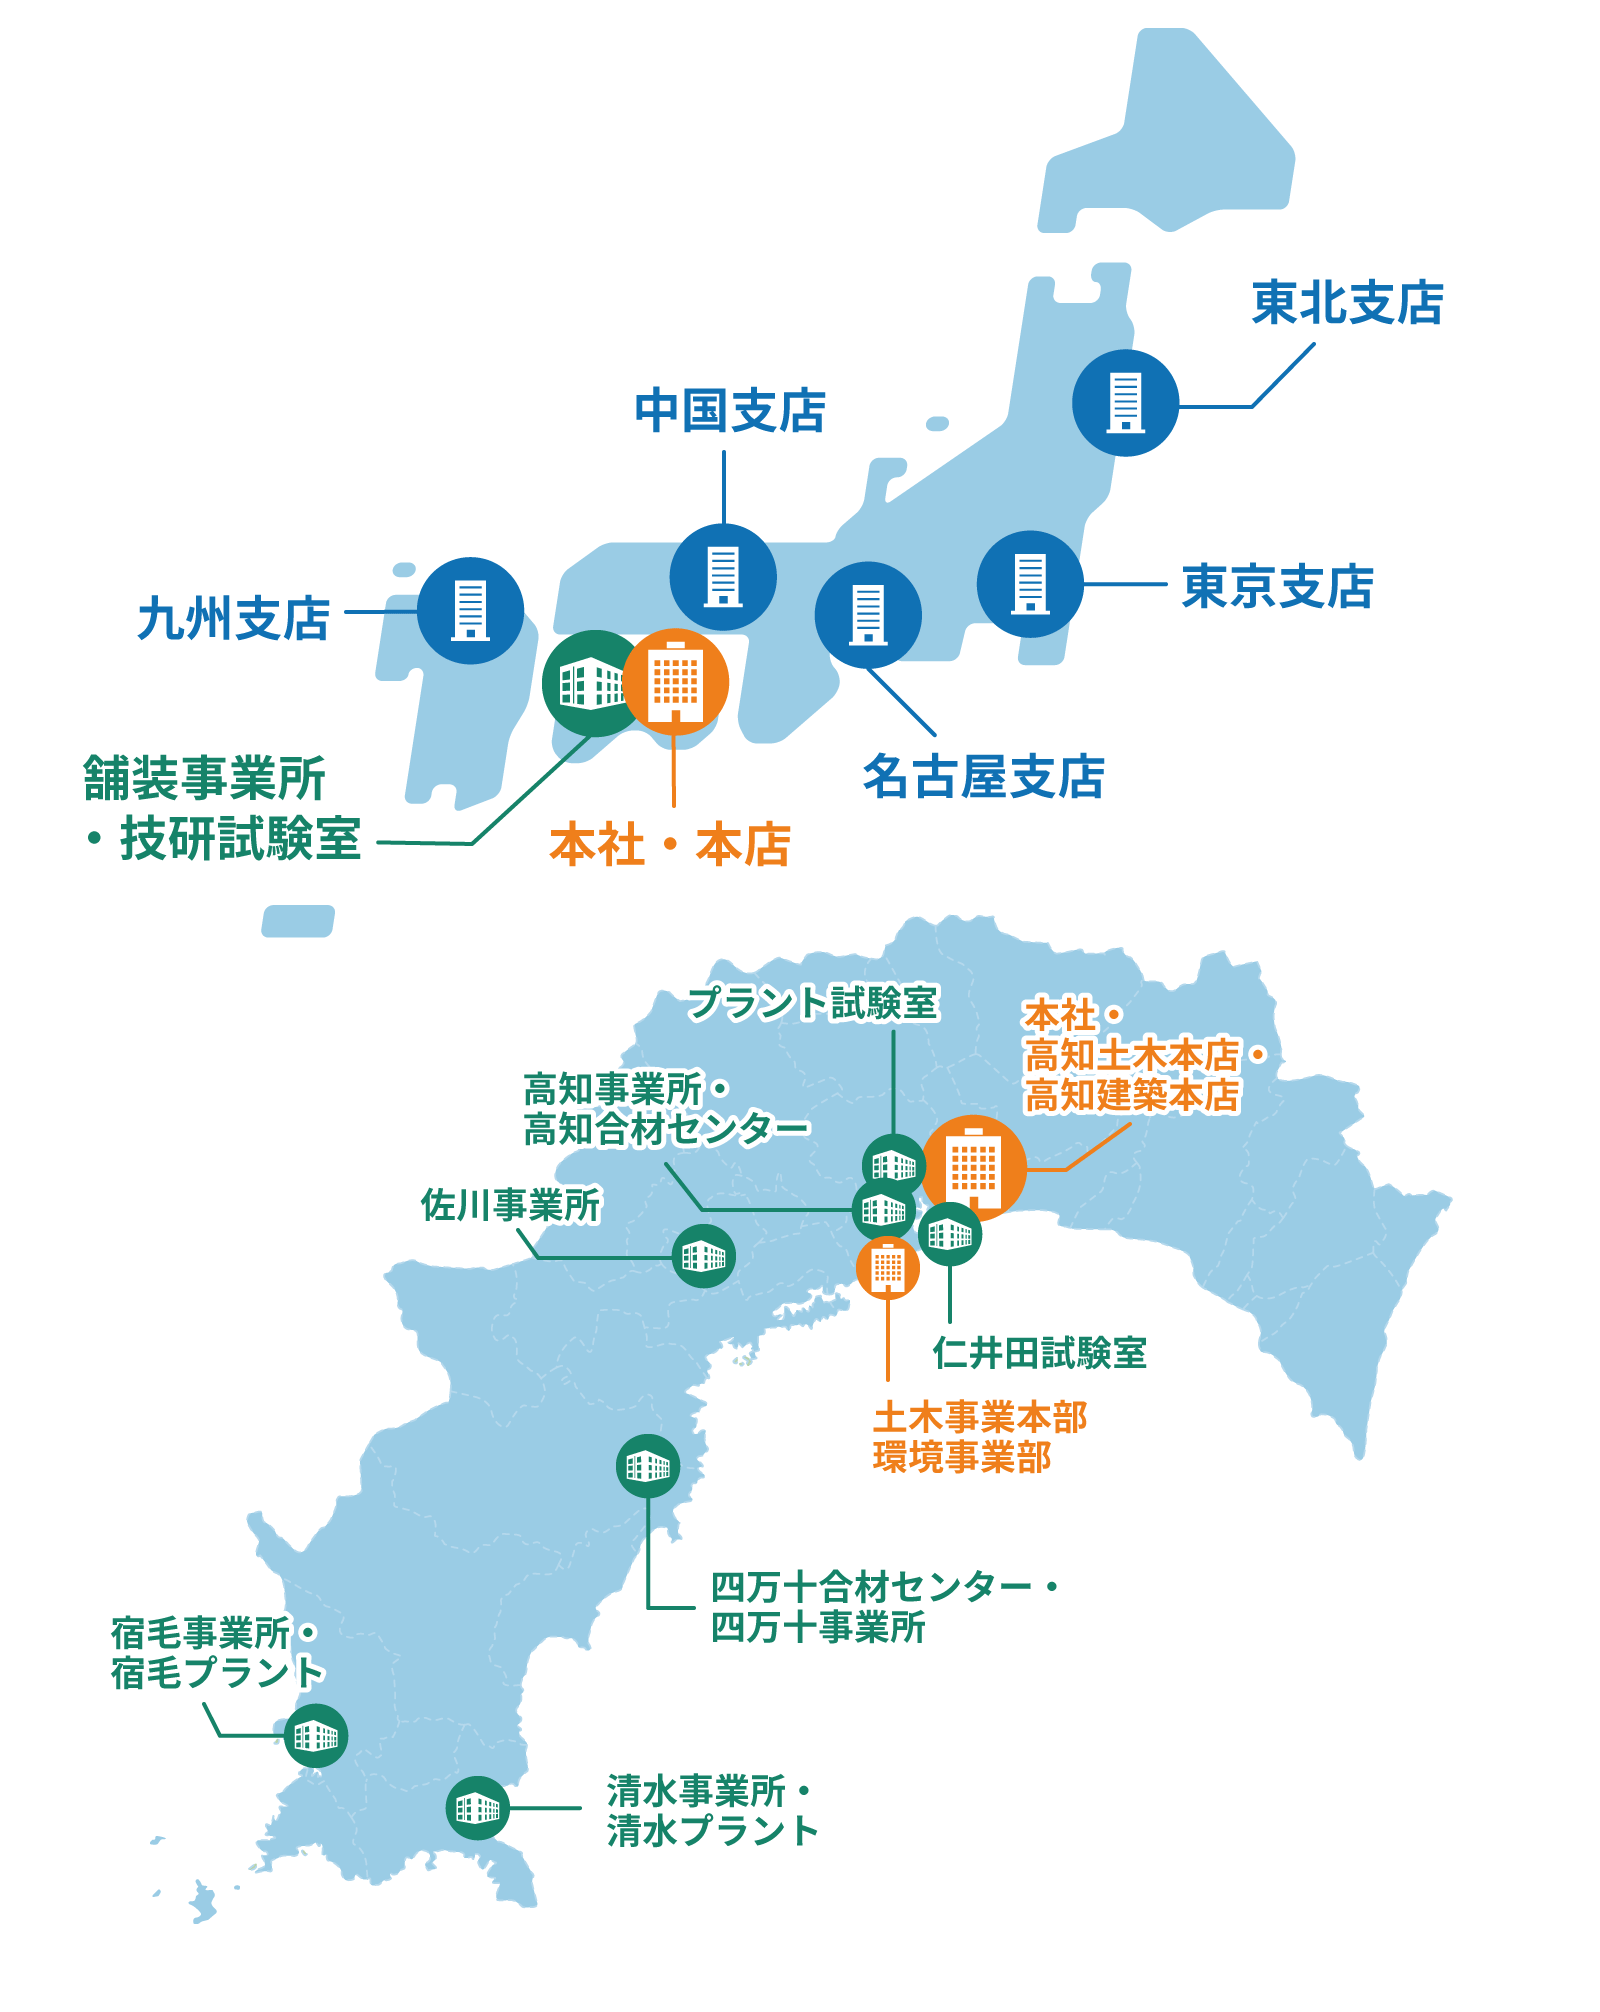 東北支店
中国支店
東京支店
九州支店
名古屋支店
舗装事業所
・技研試験室
本社・本店
プラント試験室
本社・
高知土木本店・
高知建築本店
高知事業所・
高知合材センター
佐川事業所
仁井田試験室
土木事業本部
環境事業部
四万十合材センター・
四万十事業所
宿毛事業所・
宿毛プラント
清水事業所・
清水プラント